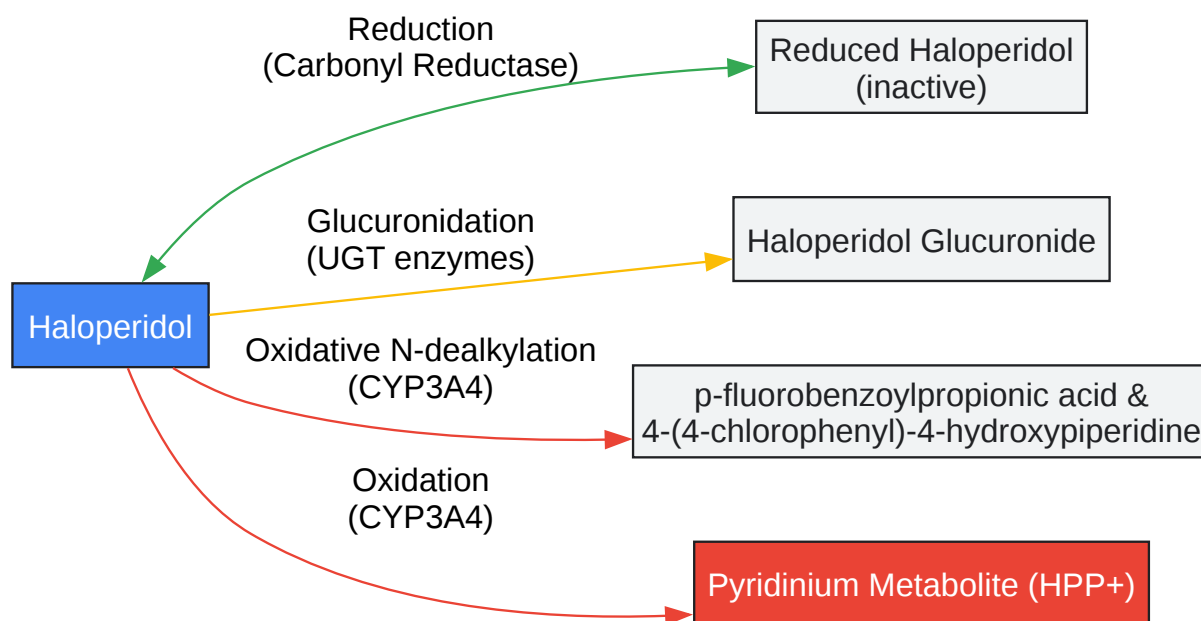 Reduction
(Carbonyl Reductase)
Reduced Haloperidol
(inactive)
Glucuronidation
(UGT enzymes)
Haloperidol Glucuronide
Haloperidol
Oxidative N-dealkylation
(CYP3A4)
p-fluorobenzoylpropionic acid &
4-(4-chlorophenyl)-4-hydroxypiperidine
Oxidation
(CYP3A4)
Pyridinium Metabolite (HPP+)